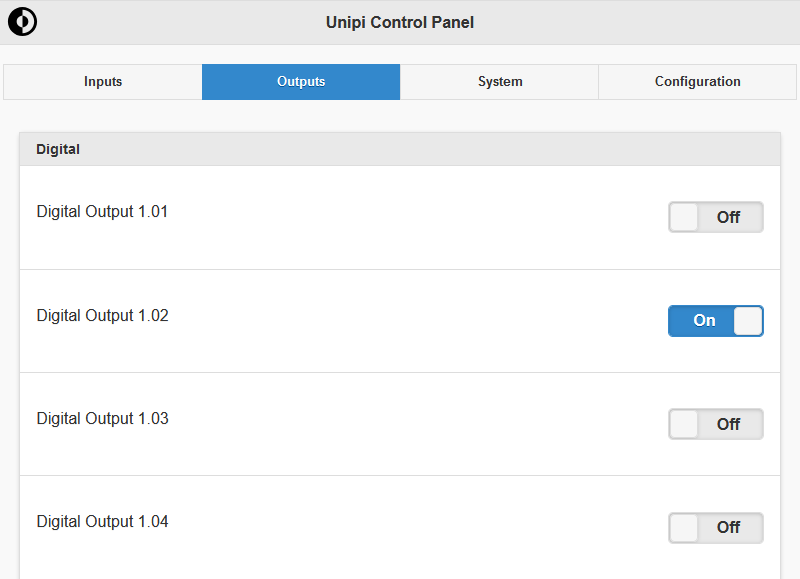 Unipi Control Panel
Inputs Outputs System Configuration
Digital
Digital Output 1.01 Off
Digital Output 1.02 On
Digital Output 1.03 Off
Digital Output 1.04 Off